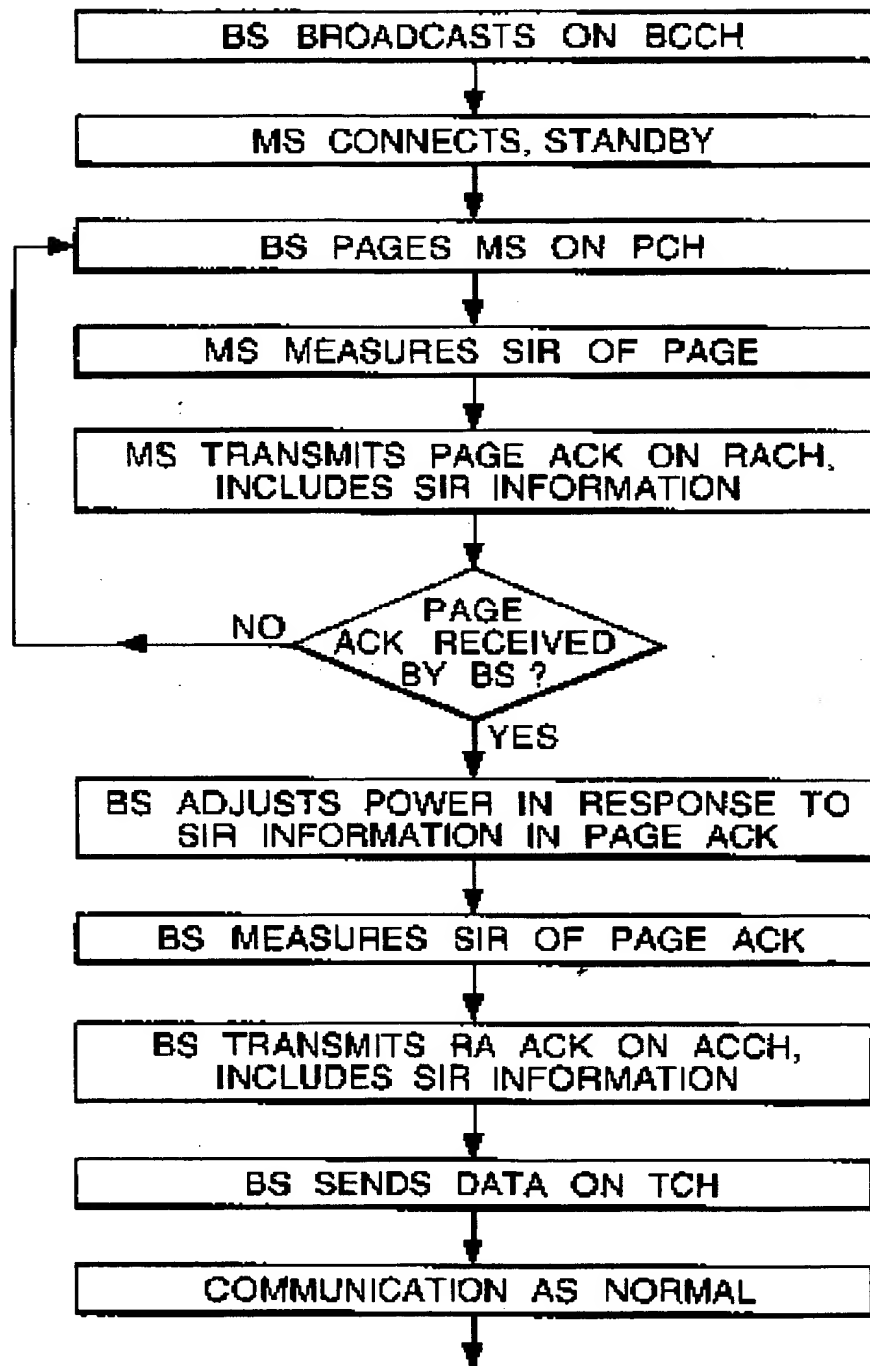 BS BROADCASTS ON BCCH
MS CONNECTS, STANDBY
BS PAGES MS ON PCH
MS MEASURES SIR OF PAGE
MS TRANSMITS PAGE ACK ON RACH,
INCLUDES SIR INFORMATION
PAGE
ACK RECEIVED
BY BS?
NO
YES
BS ADJUSTS POWER IN RESPONSE TO
SIR INFORMATION IN PAGE ACK
BS MEASURES SIR OF PAGE ACK
BS TRANSMITS RA ACK ON ACCH,
INCLUDES SIR INFORMATION
BS SENDS DATA ON TCH
COMMUNICATION AS NORMAL